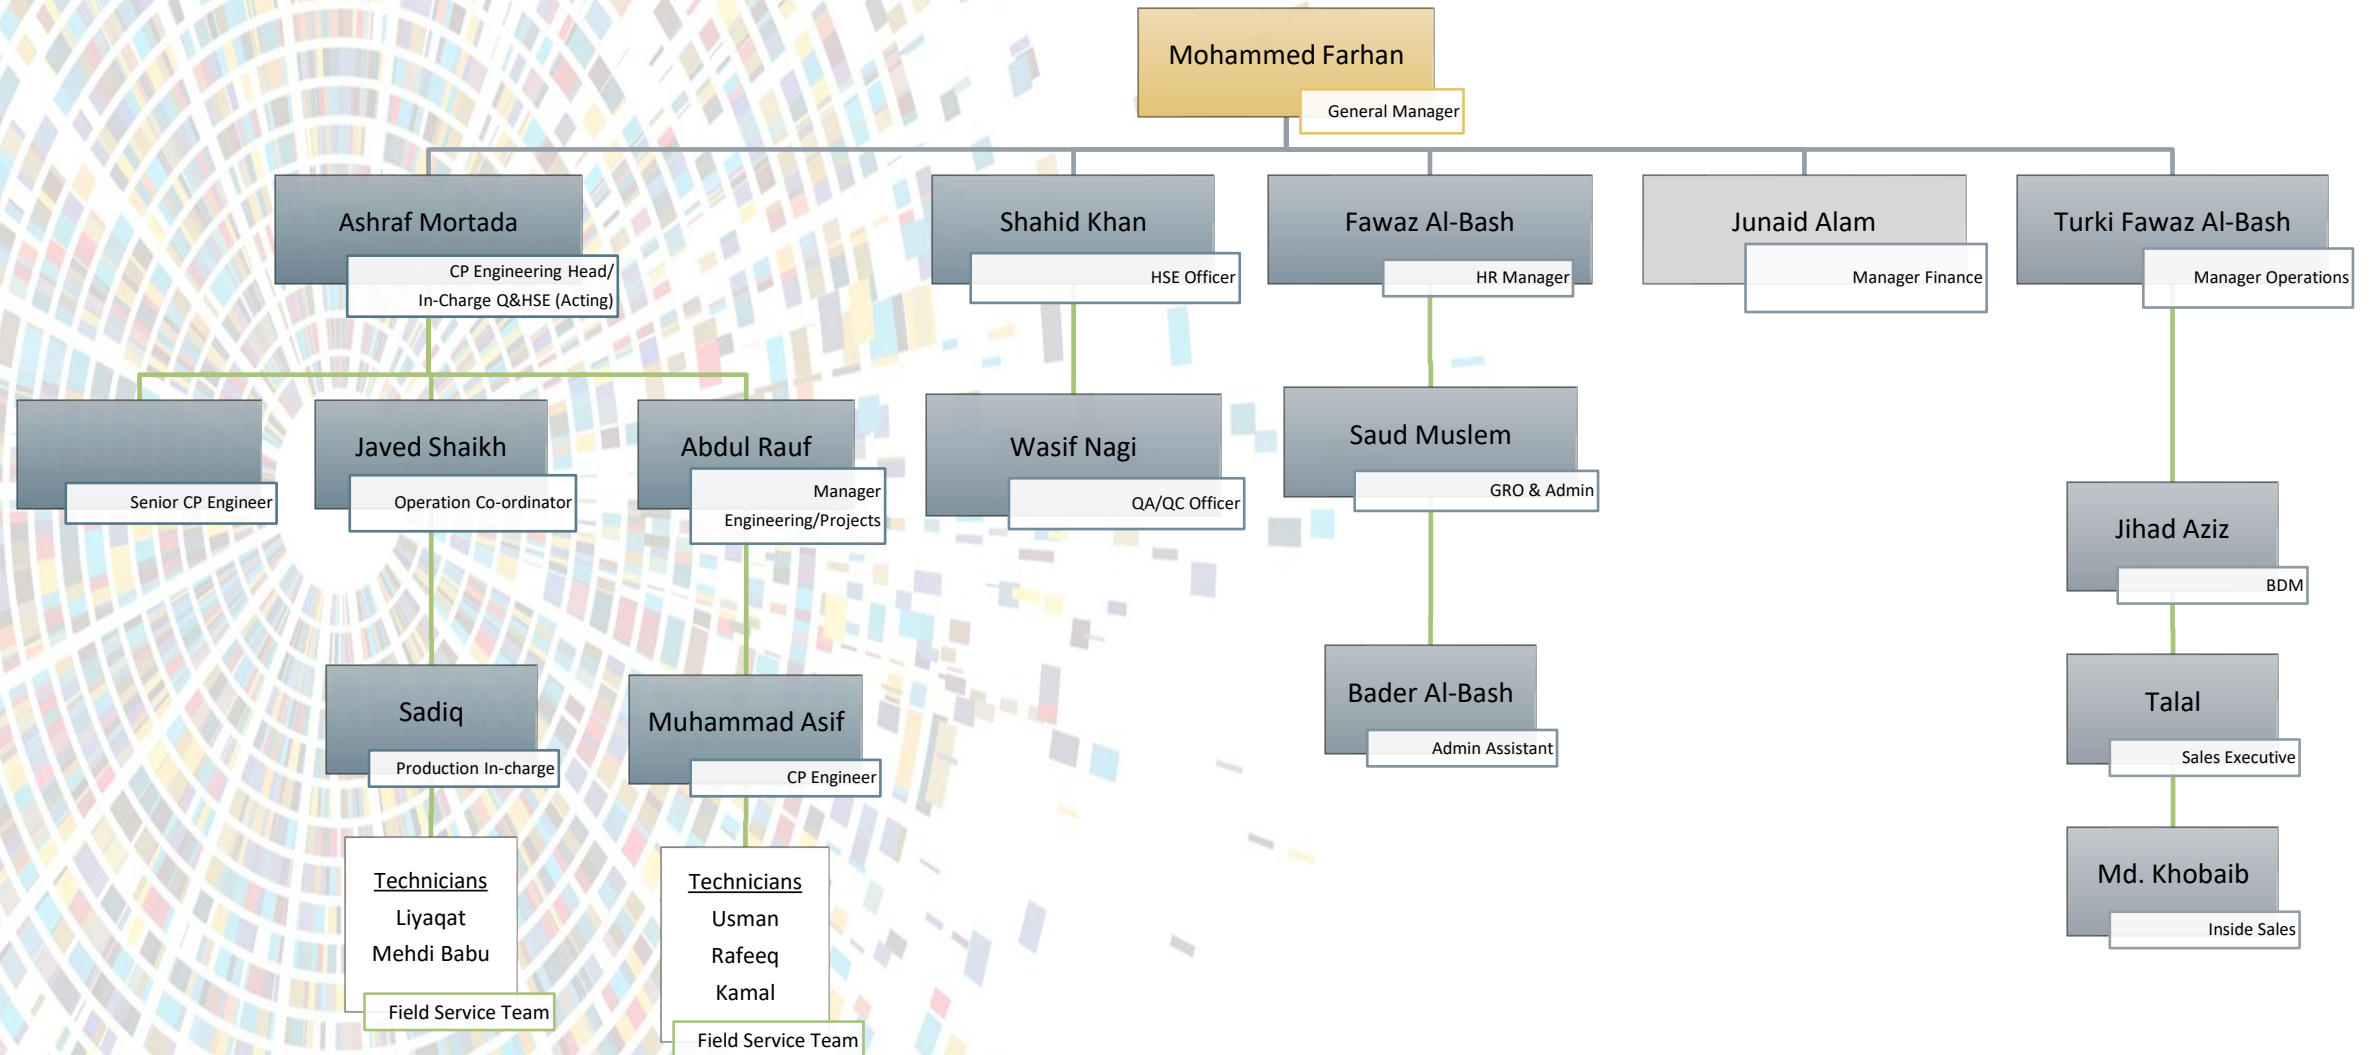 Mohammed Farhan
General Manager
Ashraf Mortada
CP Engineering Head/
In-Charge Q&HSE (Acting)
Shahid Khan
HSE Officer
Fawaz Al-Bash
HR Manager
Junaid Alam
Manager Finance
Turki Fawaz Al-Bash
Manager Operations
Senior CP Engineer
Javed Shaikh
Operation Co-ordinator
Abdul Rauf
Manager
Engineering/Projects
Wasif Nagi
QA/QC Officer
Saud Muslem
GRO & Admin
Jihad Aziz
BDM
Sadiq
Production In-charge
Muhammad Asif
CP Engineer
Bader Al-Bash
Admin Assistant
Talal
Sales Executive
Technicians
Liyaqat
Mehdi Babu
Field Service Team
Technicians
Usman
Rafeeq
Kamal
Field Service Team
Md. Khobaib
Inside Sales